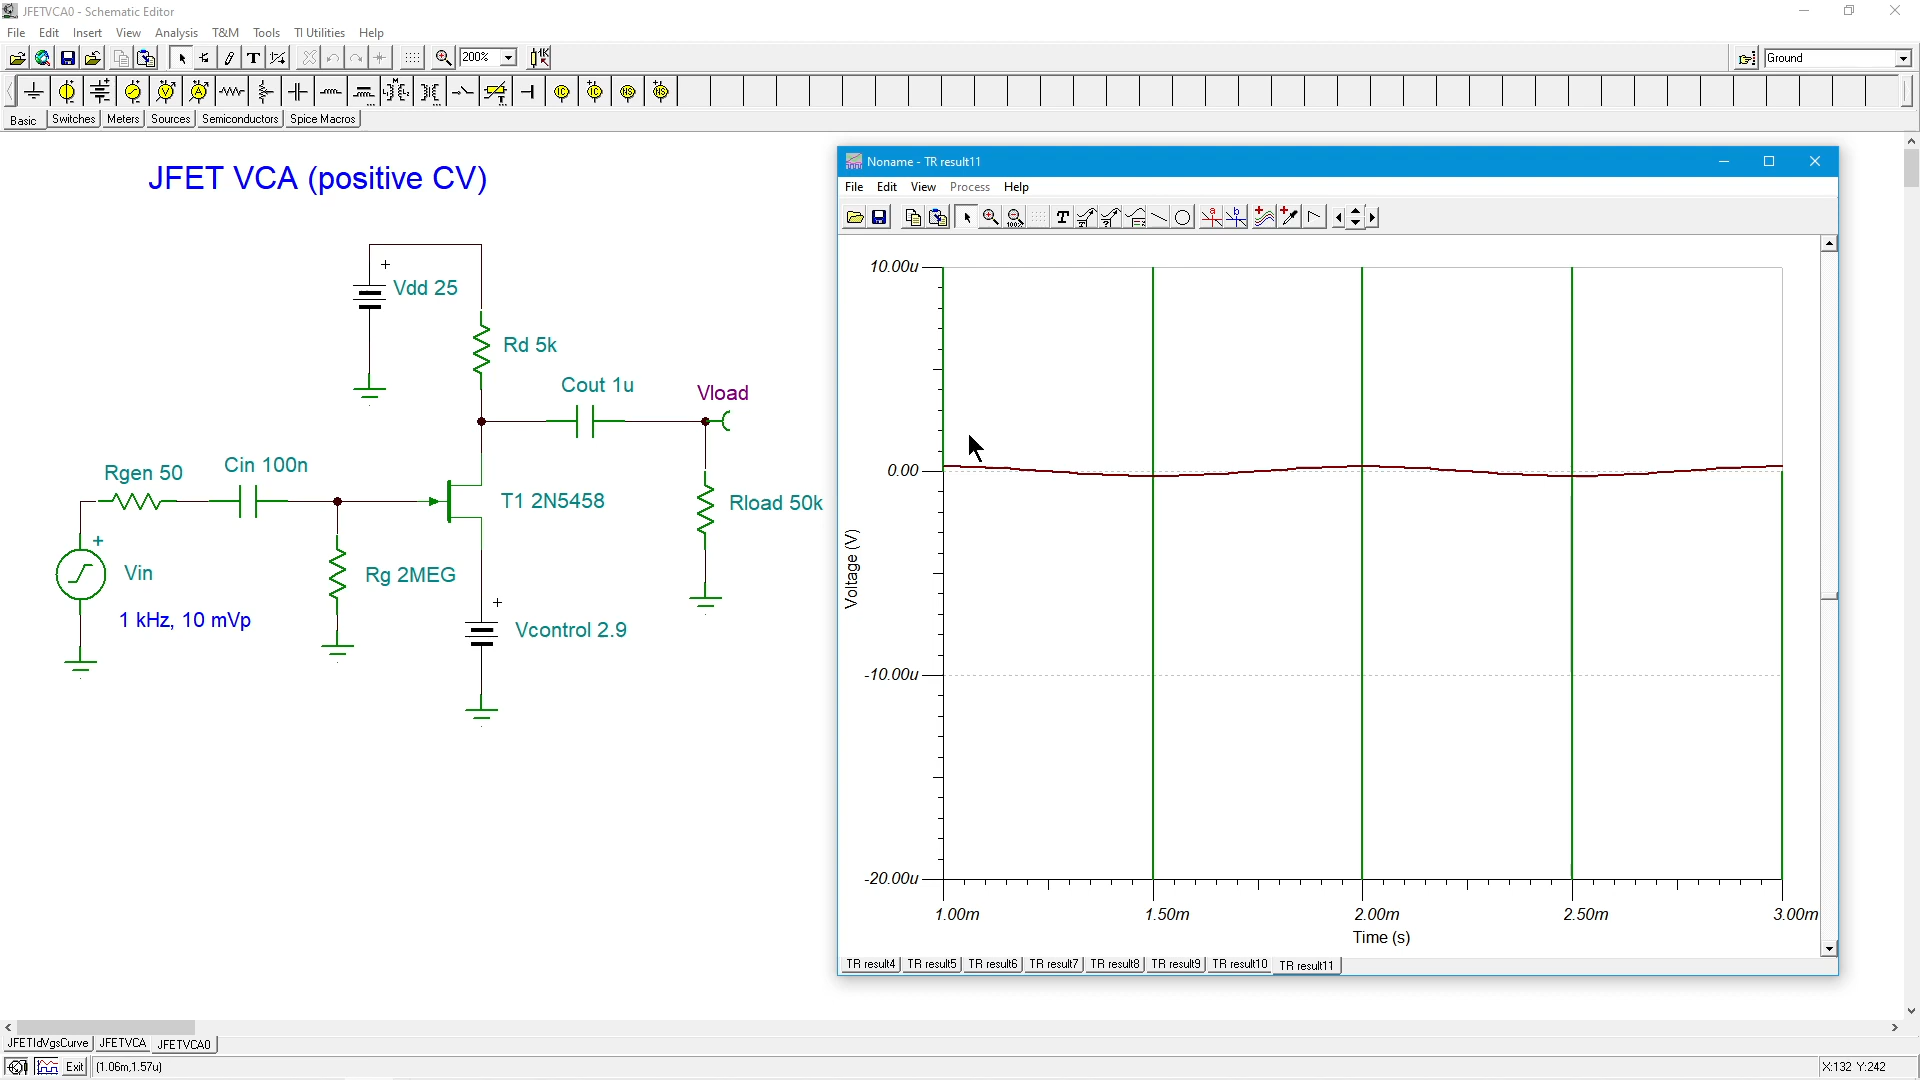 JFETVCA0 - Schematic Editor
File Edit Insert View Analysis T&M Tools TI Utilities Help
200%
1K
Ground
Basic Switches Meters Sources Semiconductors Spice Macros
JFET VCA (positive CV)
Vdd 25
Rd 5k
Cout 1u
Vload
Rgen 50
Cin 100n
T1 2N5458
Rload 50k
Vin
Rg 2MEG
1 kHz, 10 mVp
Vcontrol 2.9
Noname - TR result11
File Edit View Process Help
10.00u
0.00
-10.00u
-20.00u
Voltage (V)
1.00m 1.50m 2.00m 2.50m 3.00m
Time (s)
TR result4 TR result5 TR result6 TR result7 TR result8 TR result9 TR result10 TR result11
JFETIdVgsCurve JFETVCA JFETVCA0
Exit (1.06m,1.57u)
X:132 Y:242